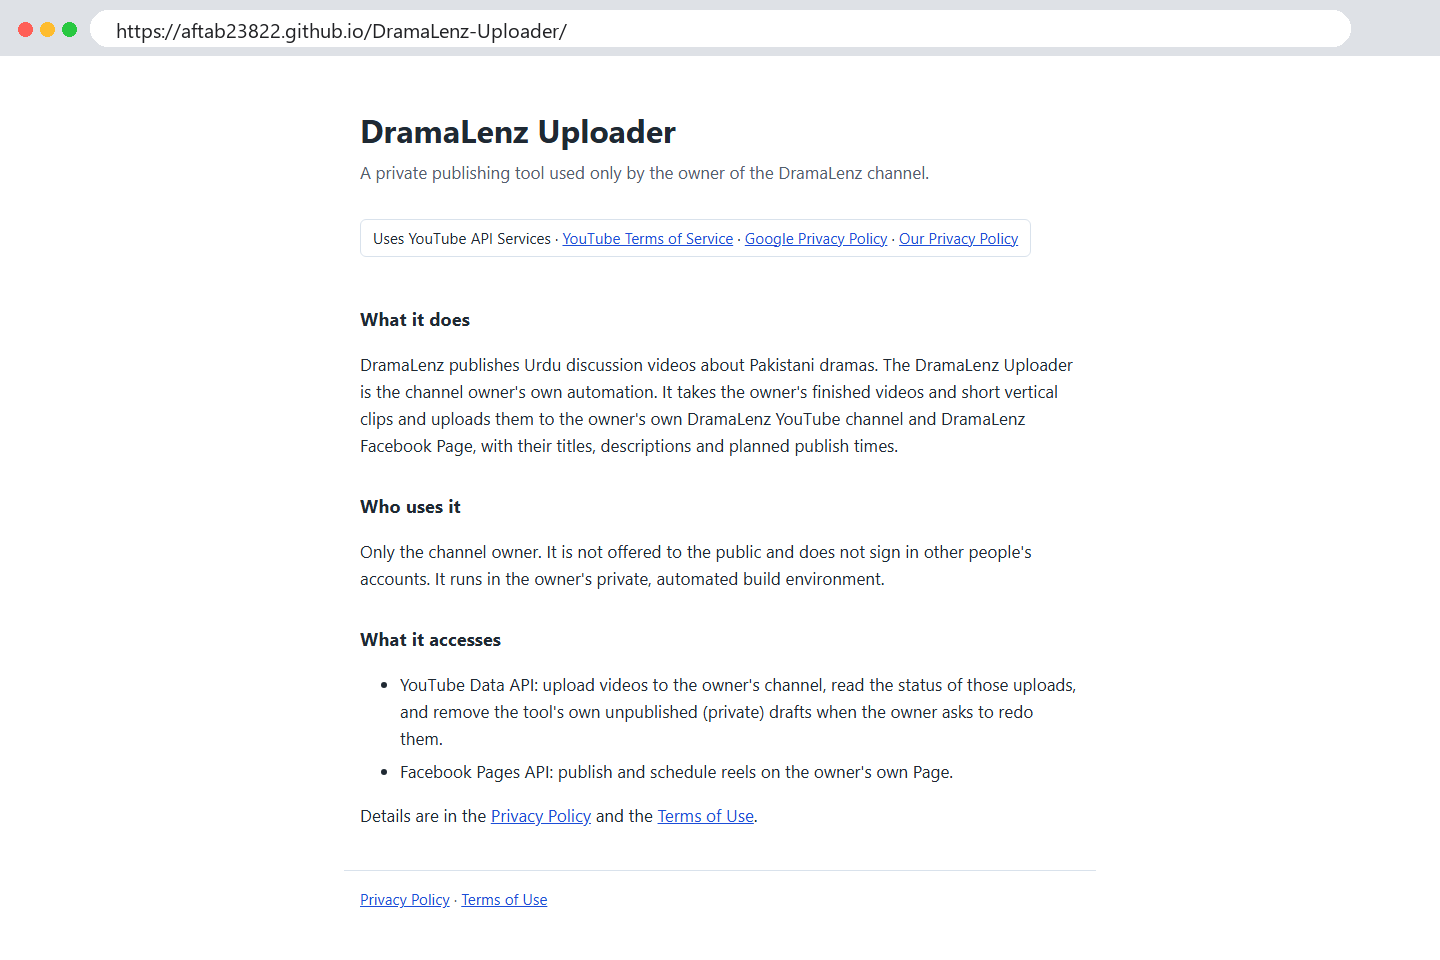 https://aftab23822.github.io/DramaLenz-Uploader/
DramaLenz Uploader
A private publishing tool used only by the owner of the DramaLenz channel.
Uses YouTube API Services · YouTube Terms of Service · Google Privacy Policy · Our Privacy Policy
What it does
DramaLenz publishes Urdu discussion videos about Pakistani dramas. The DramaLenz Uploader
is the channel owner's own automation. It takes the owner's finished videos and short vertical
clips and uploads them to the owner's own DramaLenz YouTube channel and DramaLenz
Facebook Page, with their titles, descriptions and planned publish times.
Who uses it
Only the channel owner. It is not offered to the public and does not sign in other people's
accounts. It runs in the owner's private, automated build environment.
What it accesses
• YouTube Data API: upload videos to the owner's channel, read the status of those uploads,
and remove the tool's own unpublished (private) drafts when the owner asks to redo
them.
• Facebook Pages API: publish and schedule reels on the owner's own Page.
Details are in the Privacy Policy and the Terms of Use.
Privacy Policy · Terms of Use